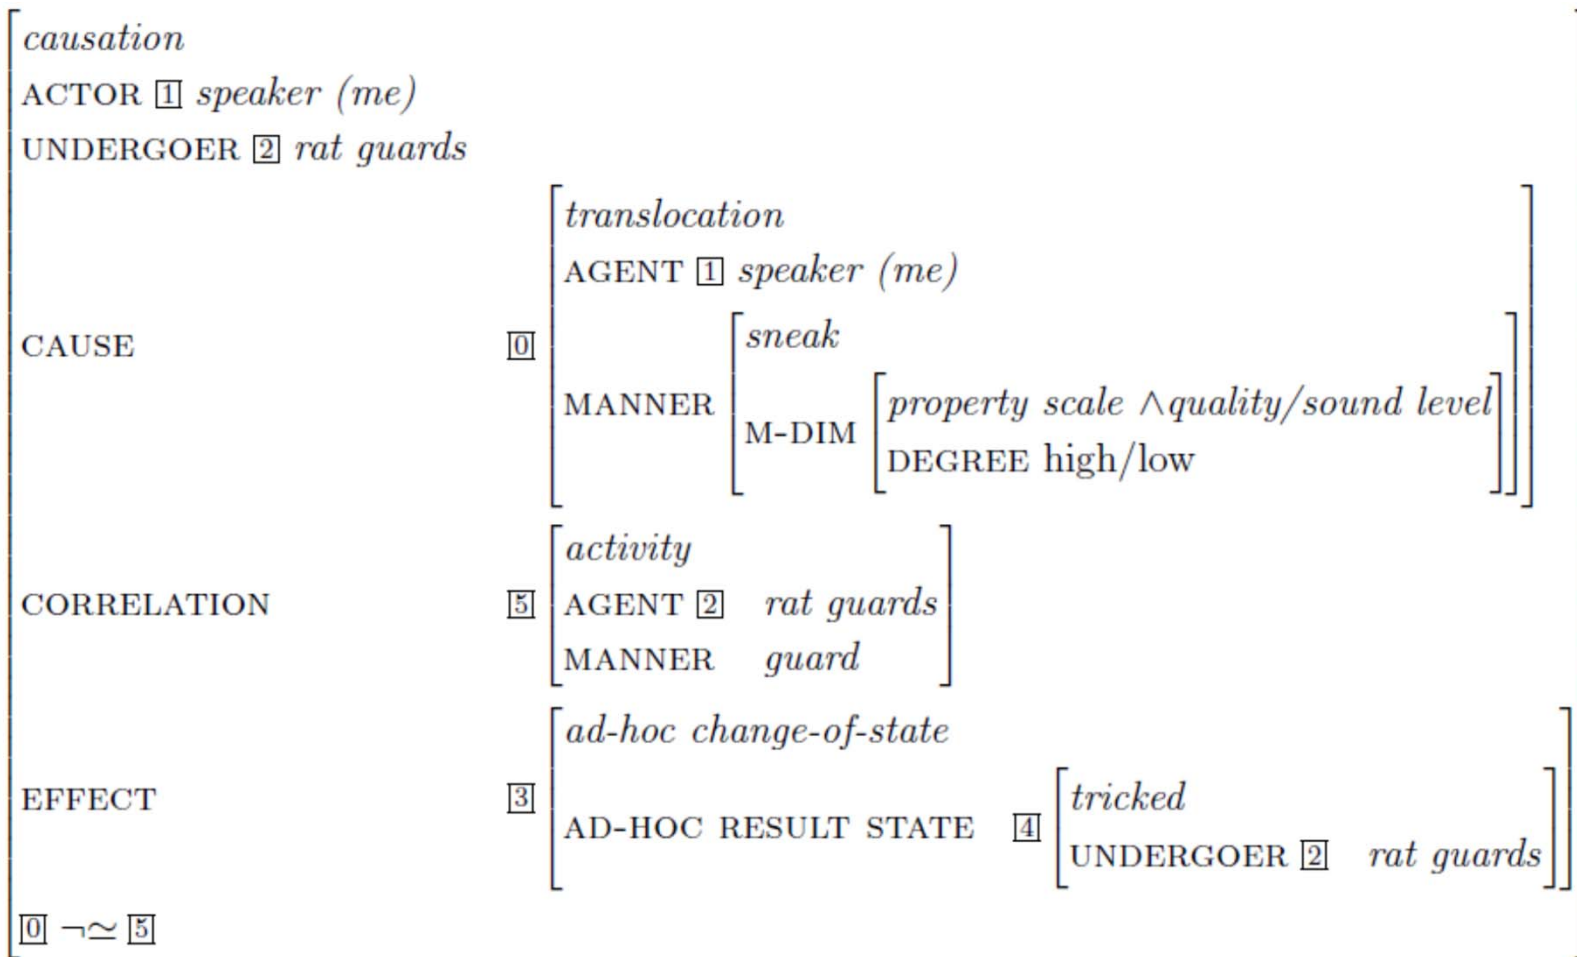 causation
ACTOR 1 speaker (me)
UNDERGOER 2 rat guards
translocation
AGENT 1 speaker (me)
CAUSE 0
sneak
MANNER
property scale ∧quality/sound level
M-DIM
DEGREE high/low
activity
CORRELATION 5 AGENT 2 rat guards
MANNER guard
ad-hoc change-of-state
EFFECT 3
tricked
AD-HOC RESULT STATE 4
UNDERGOER 2 rat guards
0 ¬≃ 5